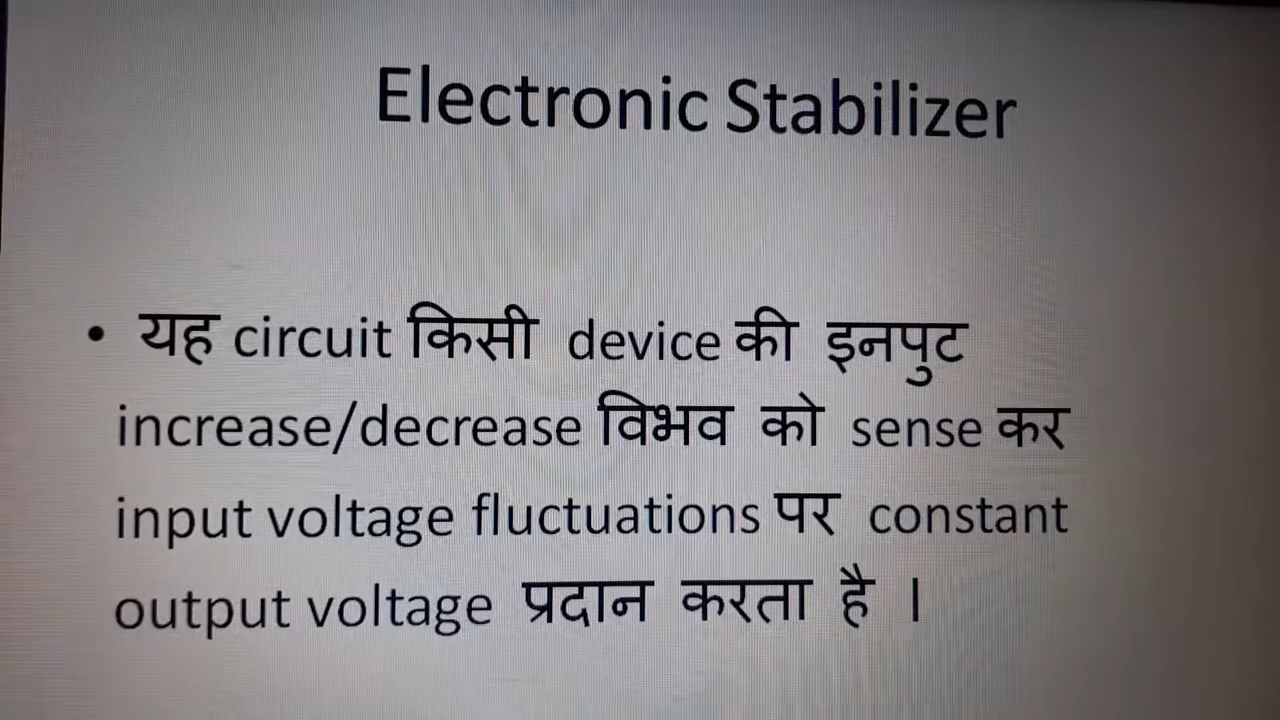 Electronic Stabilizer
• यह circuit किसी device की इनपुट
increase/decrease विभव को sense कर
input voltage fluctuations पर constant
output voltage प्रदान करता है ।